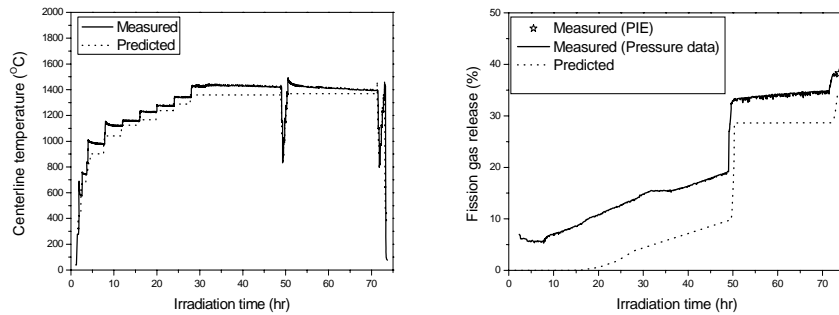 Measured
Predicted
Centerline temperature (°C)
2000
1800
1600
1400
1200
1000
800
600
400
200
0
0 10 20 30 40 50 60 70
Irradiation time (hr)
Measured (PIE)
Measured (Pressure data)
Predicted
Fission gas release (%)
50
40
30
20
10
0
0 10 20 30 40 50 60 70
Irradiation time (hr)